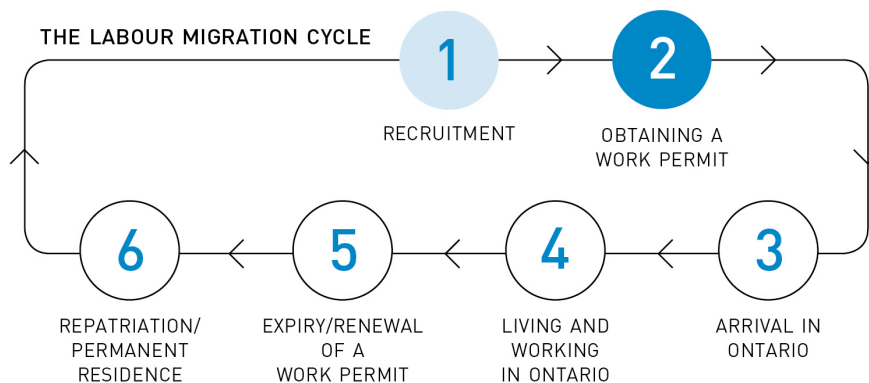 THE LABOUR MIGRATION CYCLE
1
RECRUITMENT
2
OBTAINING A
WORK PERMIT
3
ARRIVAL IN
ONTARIO
4
LIVING AND
WORKING
IN ONTARIO
5
EXPIRY/RENEWAL
OF A
WORK PERMIT
6
REPATRIATION/
PERMANENT
RESIDENCE